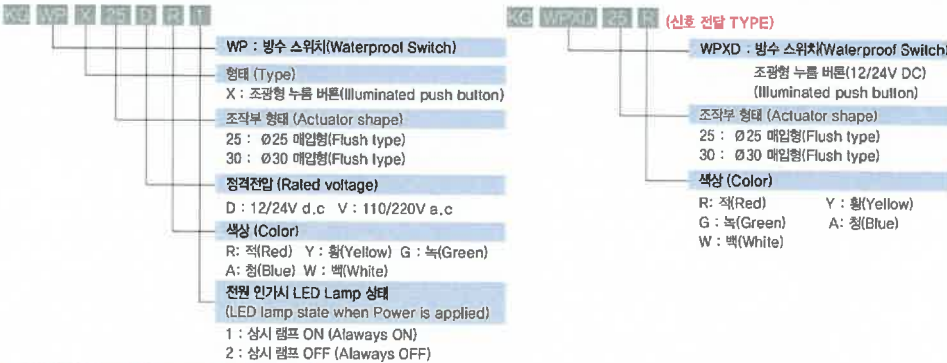 KG WP X 25 D R 1
WP : 방수 스위치(Waterproof Switch)
형태 (Type)
X : 조광형 누름 버튼(Illuminated push button)
조작부 형태 (Actuator shape)
25 : Ø25 매입형(Flush type)
30 : Ø30 매입형(Flush type)
정격전압 (Rated voltage)
D : 12/24V d.c V : 110/220V a.c
색상 (Color)
R: 적(Red) Y : 황(Yellow) G : 녹(Green)
A: 청(Blue) W : 백(White)
전원 인가시 LED Lamp 상태
(LED lamp state when Power is applied)
1 : 상시 램프 ON (Alaways ON)
2 : 상시 램프 OFF (Alaways OFF)
KG WPXD 25 R (신호 전달 TYPE)
WPXD : 방수 스위치(Waterproof Switch)
조광형 누름 버튼(12/24V DC)
(Illuminated push button)
조작부 형태 (Actuator shape)
25 : Ø25 매입형(Flush type)
30 : Ø30 매입형(Flush type)
색상 (Color)
R: 적(Red) Y : 황(Yellow)
G : 녹(Green) A: 청(Blue)
W : 백(White)